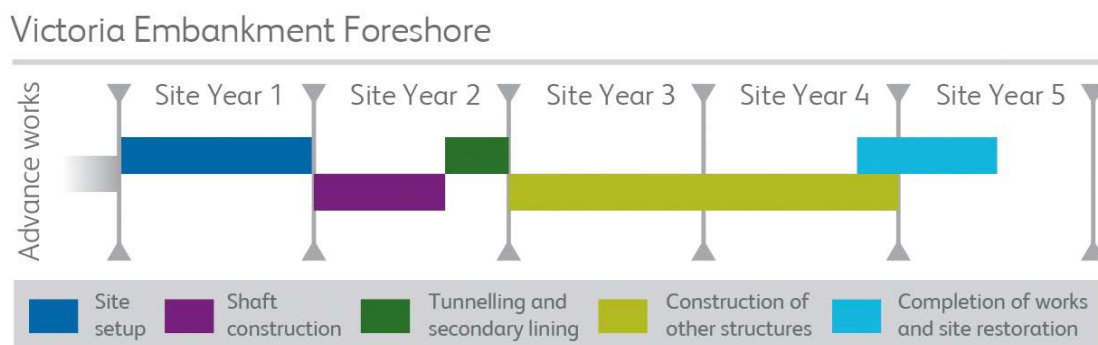 Victoria Embankment Foreshore
Advance works
Site Year 1
Site Year 2
Site Year 3
Site Year 4
Site Year 5
Site
setup
Shaft
construction
Tunnelling and
secondary lining
Construction of
other structures
Completion of works
and site restoration